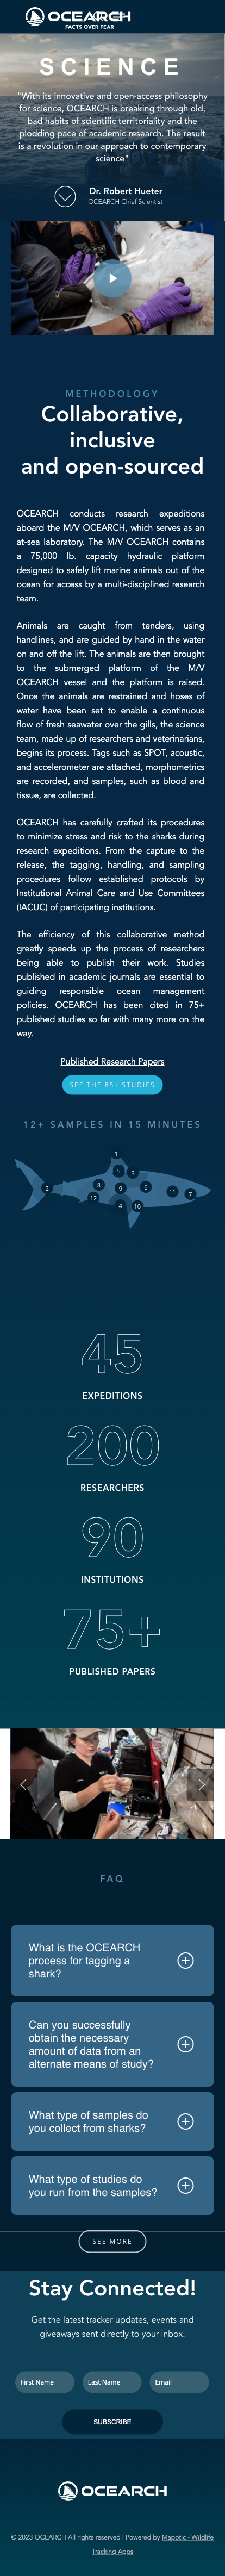 OCEARCH
FACTS OVER FEAR
SCIENCE
"With its innovative and open-access philosophy
for science, OCEARCH is breaking through old,
bad habits of scientific territoriality and the
plodding pace of academic research. The result
is a revolution in our approach to contemporary
science"
Dr. Robert Hueter
OCEARCH Chief Scientist
METHODOLOGY
Collaborative,
inclusive
and open-sourced
OCEARCH conducts research expeditions
aboard the M/V OCEARCH, which serves as an
at-sea laboratory. The M/V OCEARCH contains
a 75,000 lb. capacity hydraulic platform
designed to safely lift marine animals out of the
ocean for access by a multi-disciplined research
team.
Animals are caught from tenders, using
handlines, and are guided by hand in the water
on and off the lift. The animals are then brought
to the submerged platform of the M/V
OCEARCH vessel and the platform is raised.
Once the animals are restrained and hoses of
water have been set to enable a continuous
flow of fresh seawater over the gills, the science
team, made up of researchers and veterinarians,
begins its process. Tags such as SPOT, acoustic,
and accelerometer are attached, morphometrics
are recorded, and samples, such as blood and
tissue, are collected.
OCEARCH has carefully crafted its procedures
to minimize stress and risk to the sharks during
research expeditions. From the capture to the
release, the tagging, handling, and sampling
procedures follow established protocols by
Institutional Animal Care and Use Committees
(IACUC) of participating institutions.
The efficiency of this collaborative method
greatly speeds up the process of researchers
being able to publish their work. Studies
published in academic journals are essential to
guiding responsible ocean management
policies. OCEARCH has been cited in 75+
published studies so far with many more on the
way.
Published Research Papers
SEE THE 85+ STUDIES
12+ SAMPLES IN 15 MINUTES
1
5
3
2
8
9
6
11
7
12
4
10
45
EXPEDITIONS
200
RESEARCHERS
90
INSTITUTIONS
75+
PUBLISHED PAPERS
FAQ
What is the OCEARCH
process for tagging a
shark?
Can you successfully
obtain the necessary
amount of data from an
alternate means of study?
What type of samples do
you collect from sharks?
What type of studies do
you run from the samples?
SEE MORE
Stay Connected!
Get the latest tracker updates, events and
giveaways sent directly to your inbox.
First Name
Last Name
Email
SUBSCRIBE
OCEARCH
© 2023 OCEARCH All rights reserved | Powered by Mapotic - Wildlife
Tracking Apps